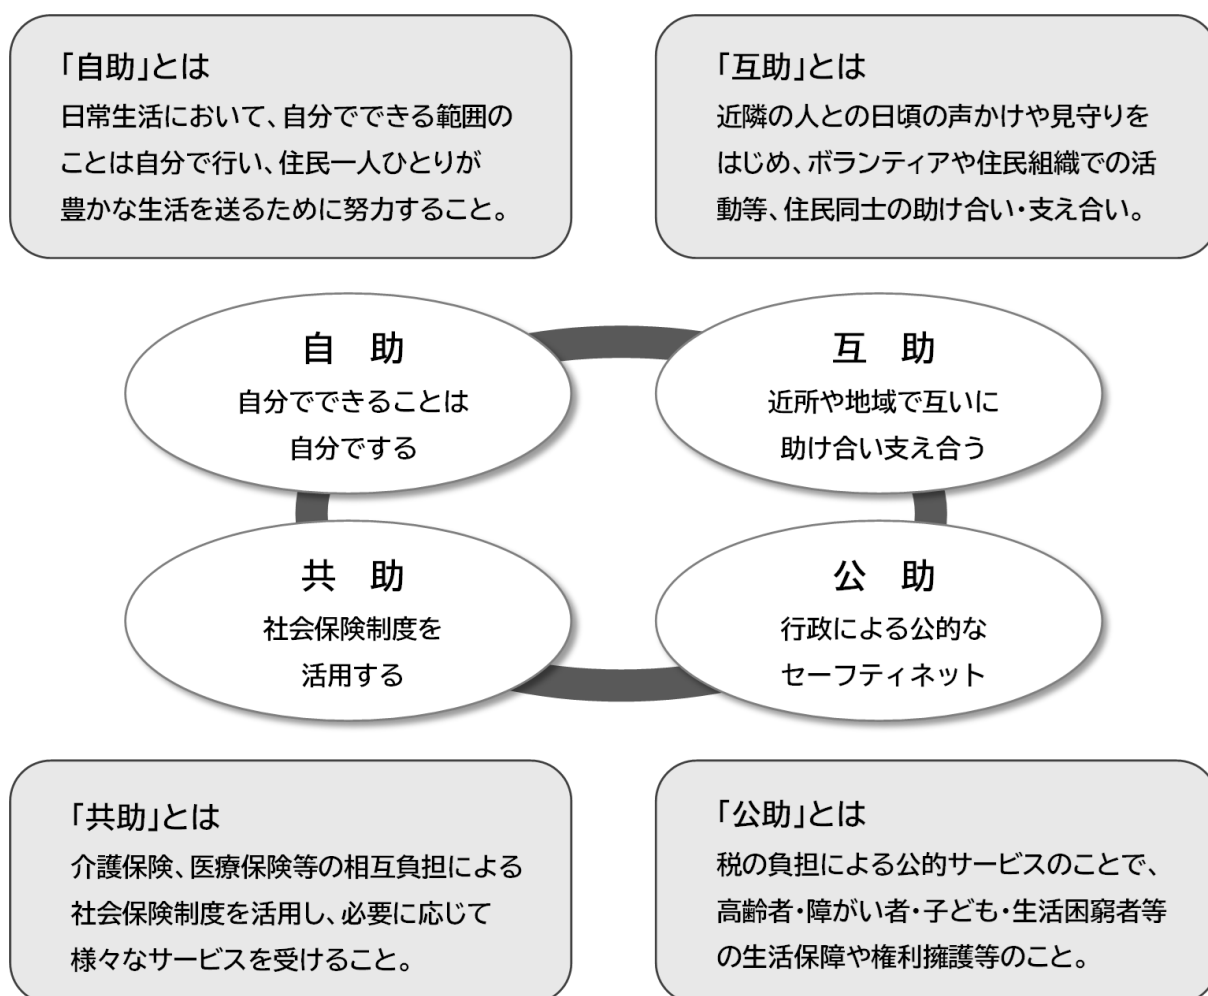 「自助」とは
日常生活において、自分でできる範囲の
ことは自分で行い、住民一人ひとりが
豊かな生活を送るために努力すること。
「互助」とは
近隣の人との日頃の声かけや見守りを
はじめ、ボランティアや住民組織での活
動等、住民同士の助け合い・支え合い。
自　助
自分でできることは
自分でする
互　助
近所や地域で互いに
助け合い支え合う
共　助
社会保険制度を
活用する
公　助
行政による公的な
セーフティネット
「共助」とは
介護保険、医療保険等の相互負担による
社会保険制度を活用し、必要に応じて
様々なサービスを受けること。
「公助」とは
税の負担による公的サービスのことで、
高齢者・障がい者・子ども・生活困窮者等
の生活保障や権利擁護等のこと。